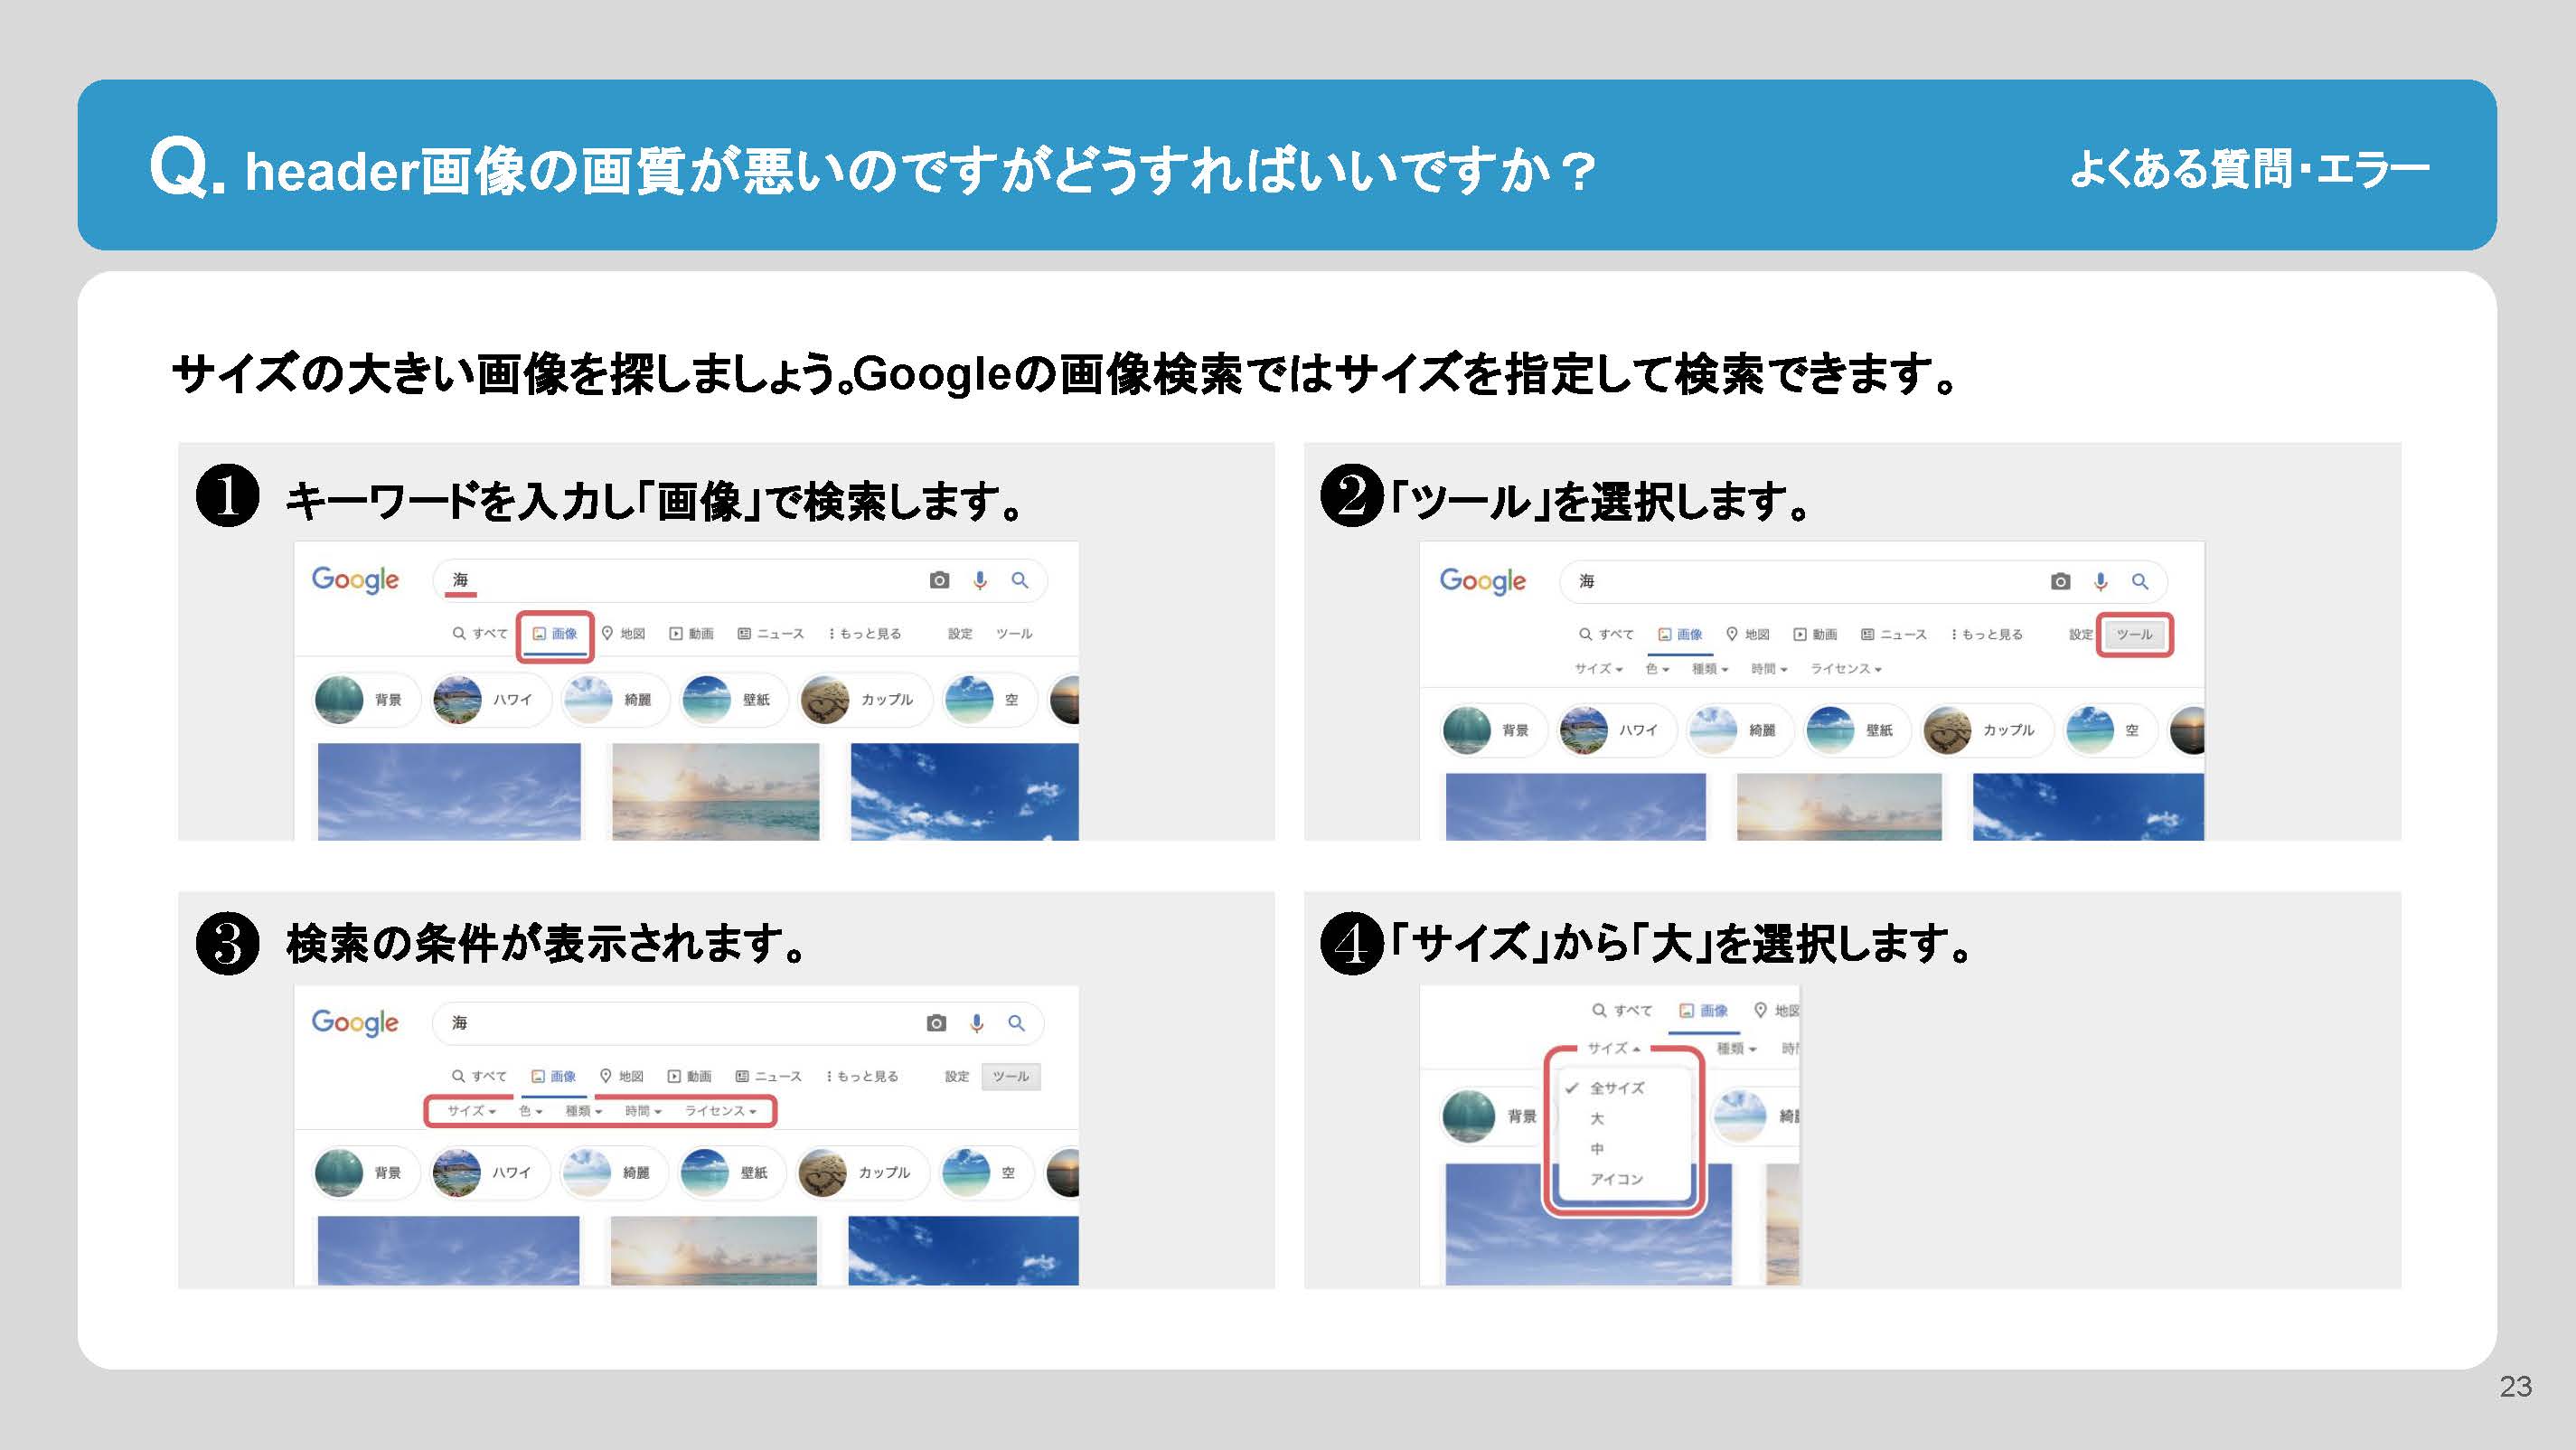 Q. header画像の画質が悪いのですがどうすればいいですか？
よくある質問・エラー
サイズの大きい画像を探しましょう。Googleの画像検索ではサイズを指定して検索できます。
❶ キーワードを入力し「画像」で検索します。
Google 海
すべて 画像 地図 動画 ニュース もっと見る 設定 ツール
背景 ハワイ 綺麗 壁紙 カップル 空
❷「ツール」を選択します。
Google 海
すべて 画像 地図 動画 ニュース もっと見る 設定 ツール
サイズ 色 種類 時間 ライセンス
背景 ハワイ 綺麗 壁紙 カップル 空
❸ 検索の条件が表示されます。
Google 海
すべて 画像 地図 動画 ニュース もっと見る 設定 ツール
サイズ 色 種類 時間 ライセンス
背景 ハワイ 綺麗 壁紙 カップル 空
❹「サイズ」から「大」を選択します。
すべて 画像 地図
サイズ 種類 時
全サイズ
背景 大 綺
中
アイコン
23